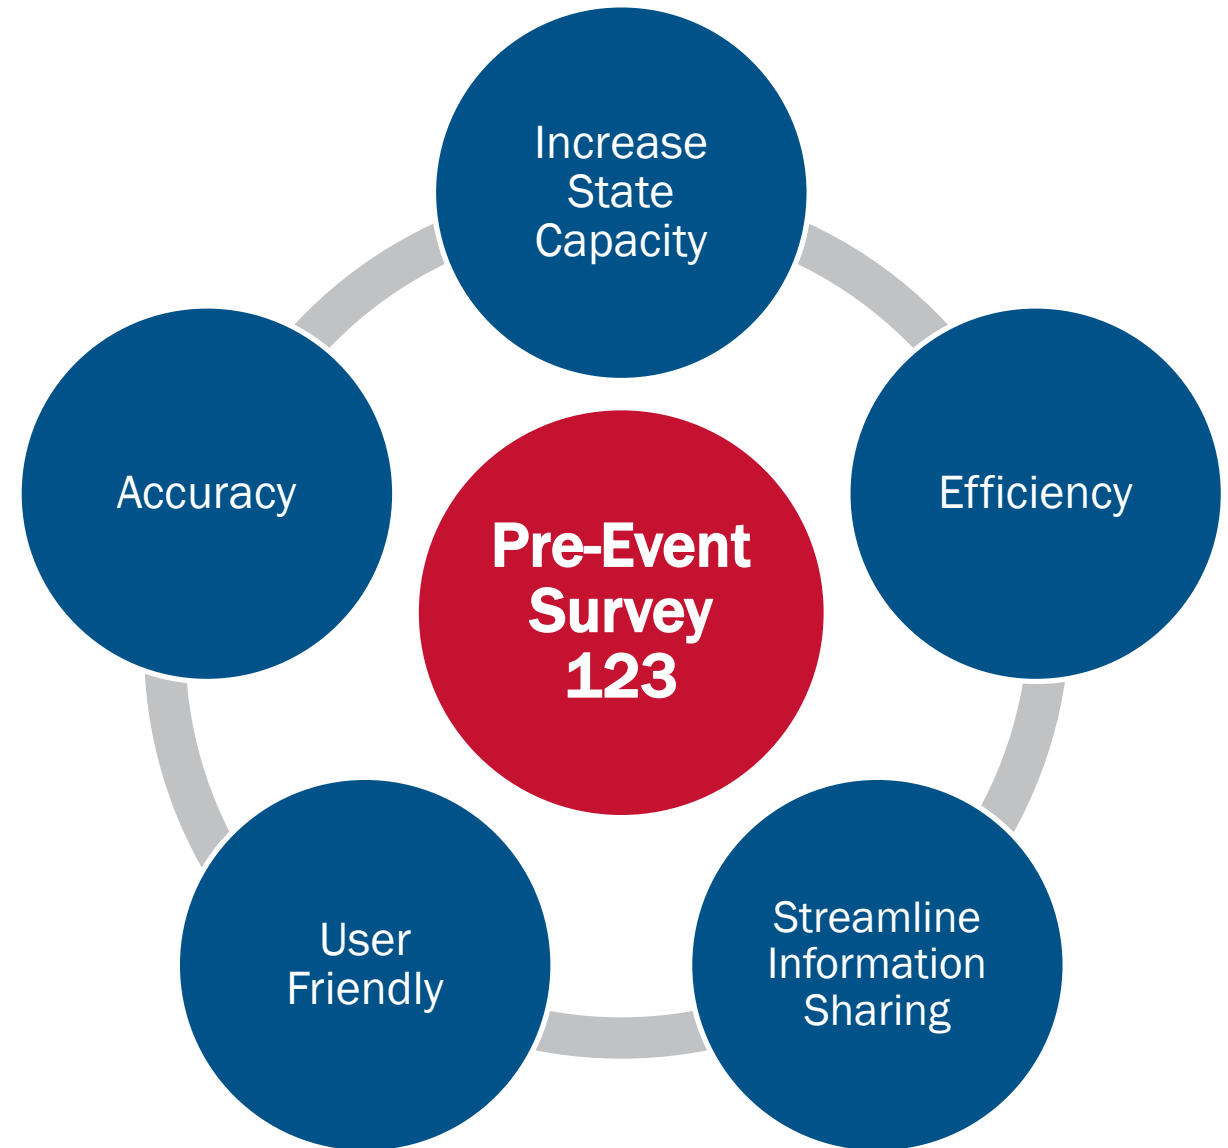 Increase
State
Capacity
Accuracy
Efficiency
Pre-Event
Survey
123
User
Friendly
Streamline
Information
Sharing